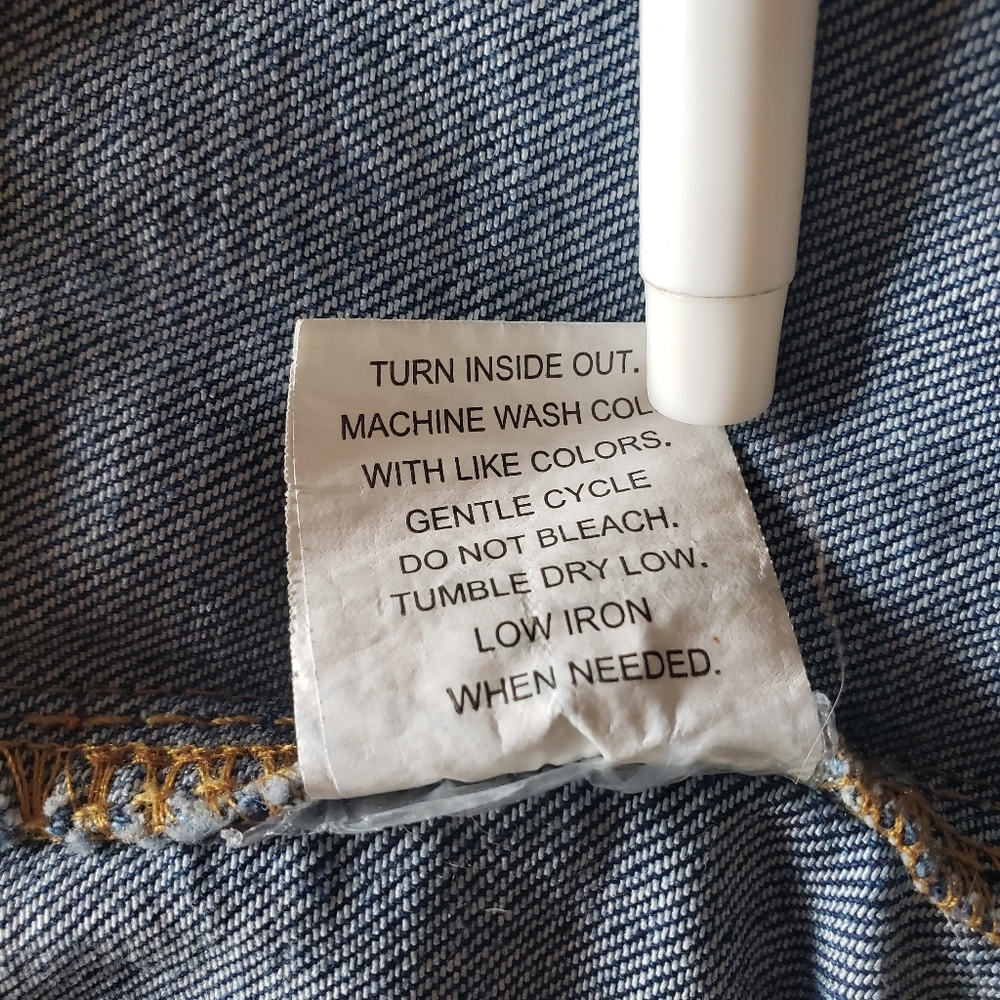 TURN INSIDE OUT.
MACHINE WASH COL
WITH LIKE COLORS.
GENTLE CYCLE
DO NOT BLEACH.
TUMBLE DRY LOW.
LOW IRON
WHEN NEEDED.